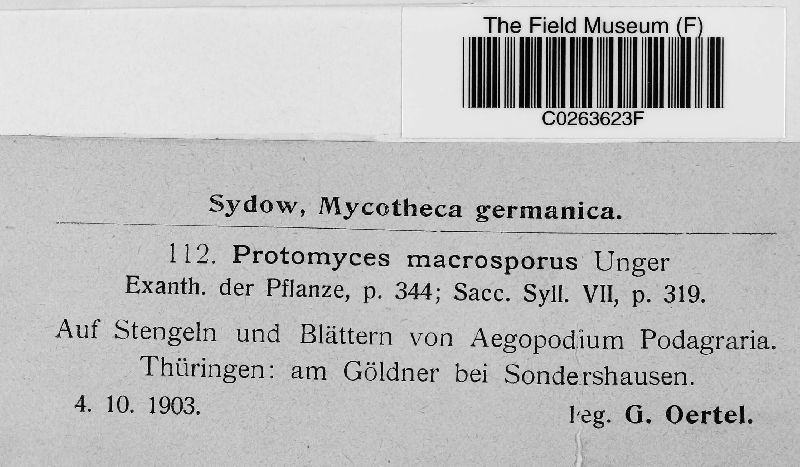 The Field Museum (F)
C0263623F
Sydow, Mycotheca germanica.
112. Protomyces macrosporus Unger
Exanth. der Pflanze, p. 344; Sacc. Syll. VII, p. 319.
Auf Stengeln und Blättern von Aegopodium Podagraria.
Thüringen: am Göldner bei Sondershausen.
4. 10. 1903.
leg. G. Oertel.